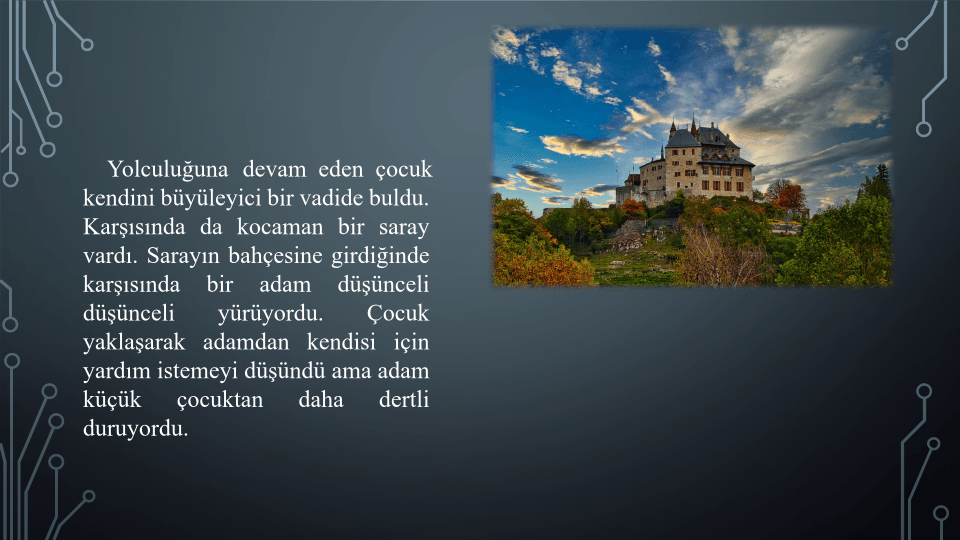 Yolculuğuna devam eden çocuk
kendini büyüleyici bir vadide buldu.
Karşısında da kocaman bir saray
vardı. Sarayın bahçesine girdiğinde
karşısında bir adam düşünceli
düşünceli yürüyordu. Çocuk
yaklaşarak adamdan kendisi için
yardım istemeyi düşündü ama adam
küçük çocuktan daha dertli
duruyordu.